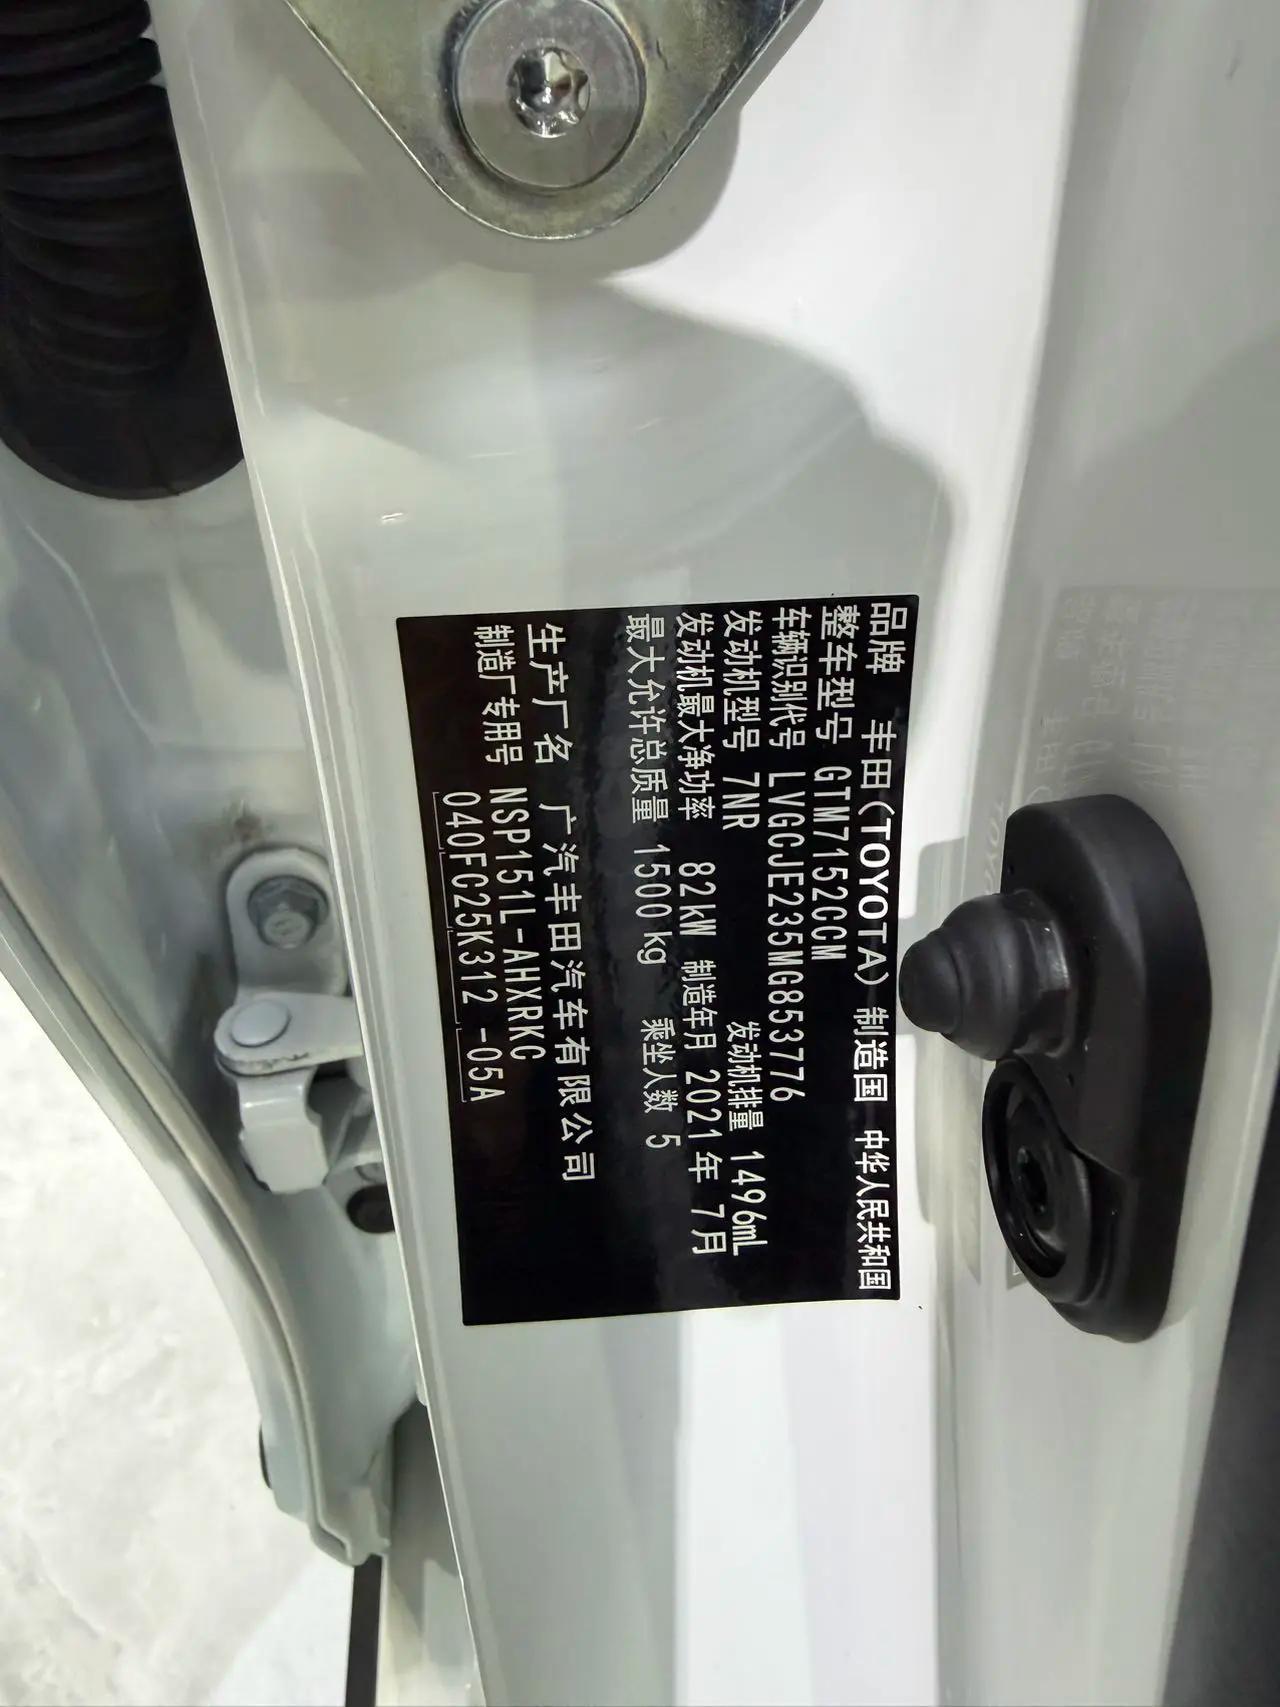 品牌 丰田(TOYOTA) 制造国 中华人民共和国
整车型号 GTM7152CCM
车辆识别代号 LVGCJE235MG853776
发动机型号 7NR 发动机排量 1496mL
发动机最大净功率 82kW 制造年月 2021年 7月
最大允许总质量 1500kg 乘坐人数 5
生产厂名 广汽丰田汽车有限公司
制造厂专用号 NSP151L-AHXRKC
040FC25K312 -05A